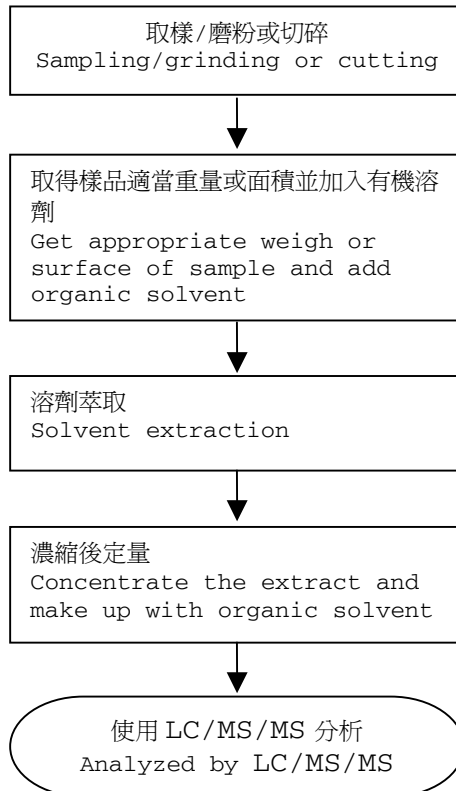 取樣/磨粉或切碎
Sampling/grinding or cutting
取得樣品適當重量或面積並加入有機溶
劑
Get appropriate weigh or
surface of sample and add
organic solvent
溶劑萃取
Solvent extraction
濃縮後定量
Concentrate the extract and
make up with organic solvent
使用 LC/MS/MS 分析
Analyzed by LC/MS/MS